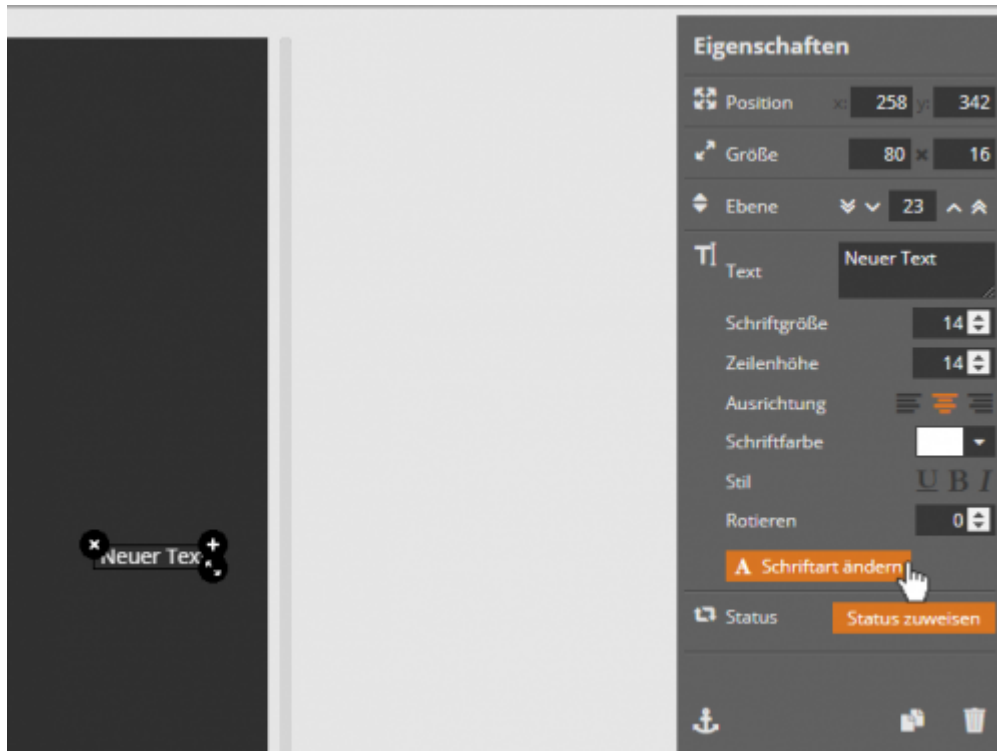 Eigenschaften
Position x: 258 y: 342
Größe 80 × 16
Ebene 23
Text Neuer Text
Schriftgröße 14
Zeilenhöhe 14
Ausrichtung
Schriftfarbe
Stil U B I
Rotieren 0
Neuer Tex
A Schriftart ändern
Status Status zuweisen